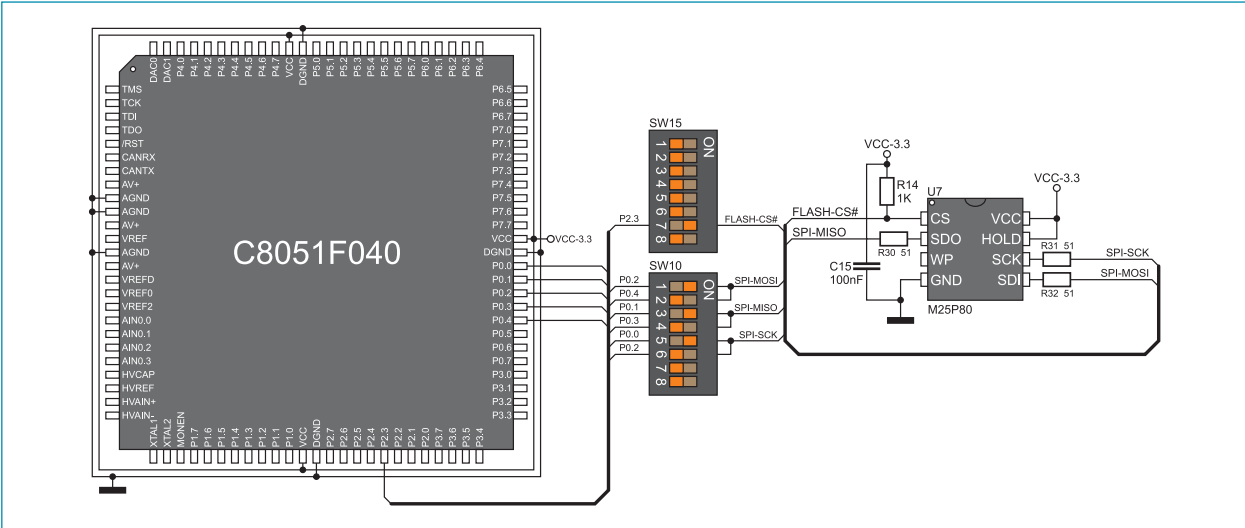 DAC0
DAC1
P4.0
P4.1
P4.2
P4.3
P4.4
P4.5
P4.6
P4.7
VCC
DGND
P5.0
P5.1
P5.2
P5.3
P5.4
P5.5
P5.6
P5.7
P6.0
P6.1
P6.2
P6.3
P6.4
TMS
TCK
TDI
TDO
/RST
CANRX
CANTX
AV+
AGND
AGND
AV+
VREF
AGND
AV+
VREFD
VREF0
VREF2
AIN0.0
AIN0.1
AIN0.2
AIN0.3
HVCAP
HVREF
HVAIN+
HVAIN-
C8051F040
P6.5
P6.6
P6.7
P7.0
P7.1
P7.2
P7.3
P7.4
P7.5
P7.6
P7.7
VCC
DGND
P0.0
P0.1
P0.2
P0.3
P0.4
P0.5
P0.6
P0.7
P3.0
P3.1
P3.2
P3.3
XTAL1
XTAL2
MONEN
P1.7
P1.6
P1.5
P1.4
P1.3
P1.2
P1.1
P1.0
VCC
DGND
P2.7
P2.6
P2.5
P2.4
P2.3
P2.2
P2.1
P2.0
P3.7
P3.6
P3.5
P3.4
VCC-3.3
SW15
ON
1
2
3
4
5
6
7
8
P2.3
FLASH-CS#
SW10
ON
1
2
3
4
5
6
7
8
P0.2
P0.4
P0.1
P0.3
P0.0
P0.2
SPI-MOSI
SPI-MISO
SPI-SCK
VCC-3.3
R14
1K
FLASH-CS#
SPI-MISO
R30 51
C15
100nF
VCC-3.3
U7
CS
SDO
WP
GND
VCC
HOLD
SCK
SDI
M25P80
R31 51
R32 51
SPI-SCK
SPI-MOSI